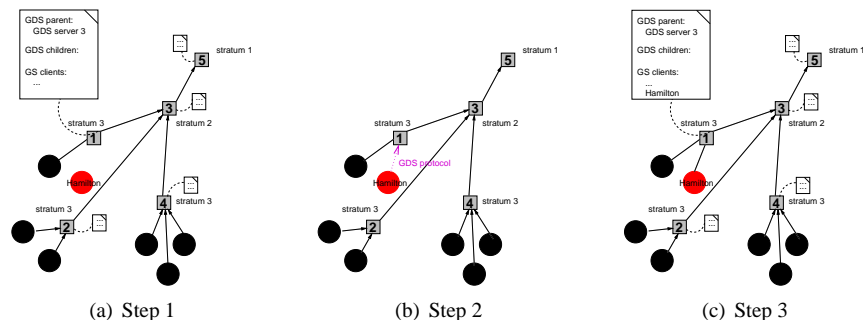 GDS parent:
GDS server 3
GDS children:
GS clients:
...
5
stratum 1
3
stratum 2
stratum 3
1
Hamilton
stratum 3
2
4
stratum 3
(a) Step 1
5
stratum 1
3
stratum 2
stratum 3
1
GDS protocol
Hamilton
stratum 3
2
4
stratum 3
(b) Step 2
GDS parent:
GDS server 3
GDS children:
GS clients:
...
Hamilton
5
stratum 1
3
stratum 2
stratum 3
1
Hamilton
stratum 3
2
4
stratum 3
(c) Step 3